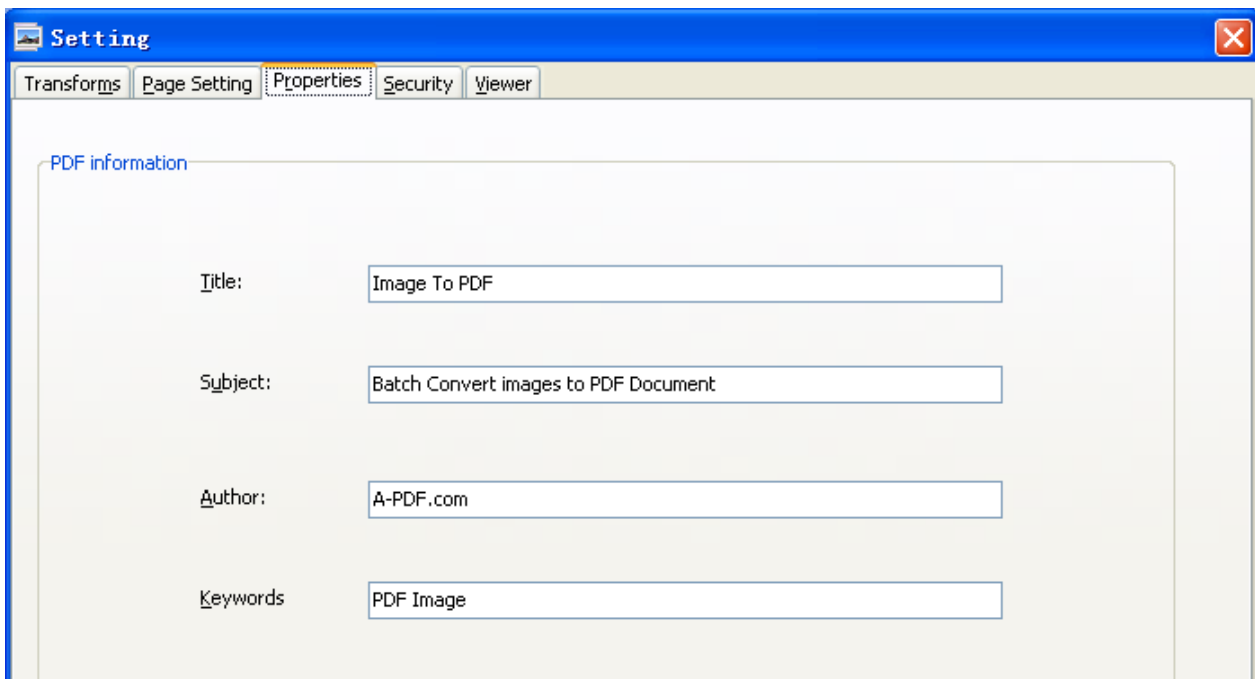 Setting
Transforms Page Setting Properties Security Viewer
PDF information
Title: Image To PDF
Subject: Batch Convert images to PDF Document
Author: A-PDF.com
Keywords PDF Image